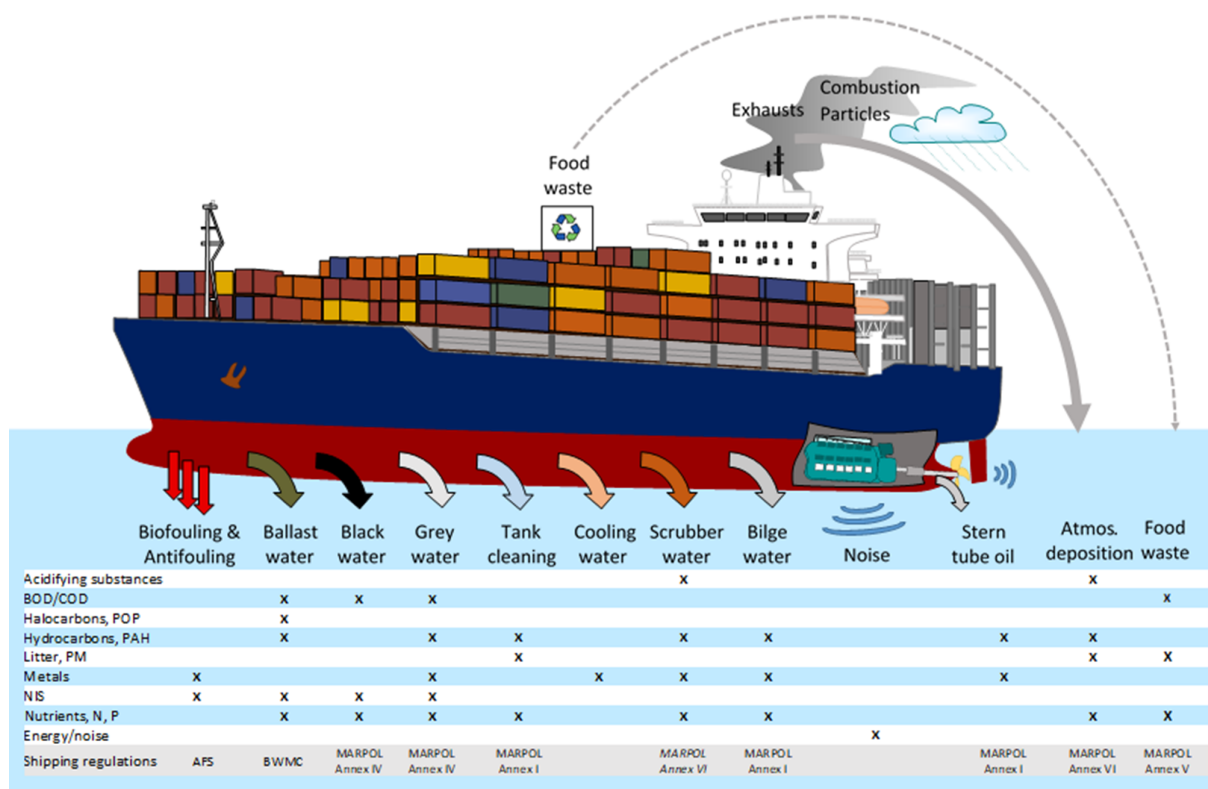 Combustion
Exhausts Particles
Food
waste
Biofouling & Ballast Black Grey Tank Cooling Scrubber Bilge Noise Stern Atmos. Food
Antifouling water water water cleaning water water water tube oil deposition waste
Acidifying substances x x
BOD/COD x x x x
Halocarbons, POP x
Hydrocarbons, PAH x x x x x x x
Litter, PM x x x
Metals x x x x x x
NIS x x x x
Nutrients, N, P x x x x x x x x
Energy/noise x
MARPOL MARPOL MARPOL MARPOL MARPOL MARPOL MARPOL MARPOL
Shipping regulations AFS BWMC Annex IV Annex IV Annex I Annex VI Annex I Annex I Annex VI Annex V